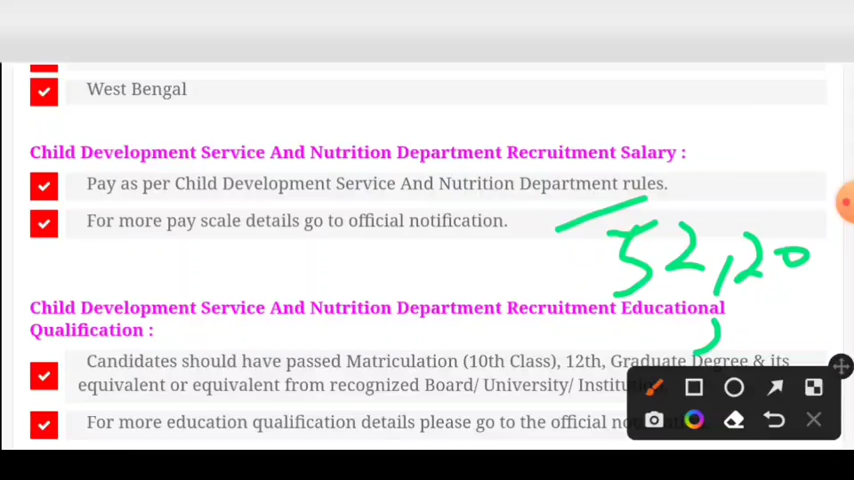 West Bengal
Child Development Service And Nutrition Department Recruitment Salary :
Pay as per Child Development Service And Nutrition Department rules.
For more pay scale details go to official notification.
52,20
Child Development Service And Nutrition Department Recruitment Educational
Qualification :
Candidates should have passed Matriculation (10th Class), 12th, Graduate Degree & its
equivalent or equivalent from recognized Board/ University/
For more education qualification details please go to the official